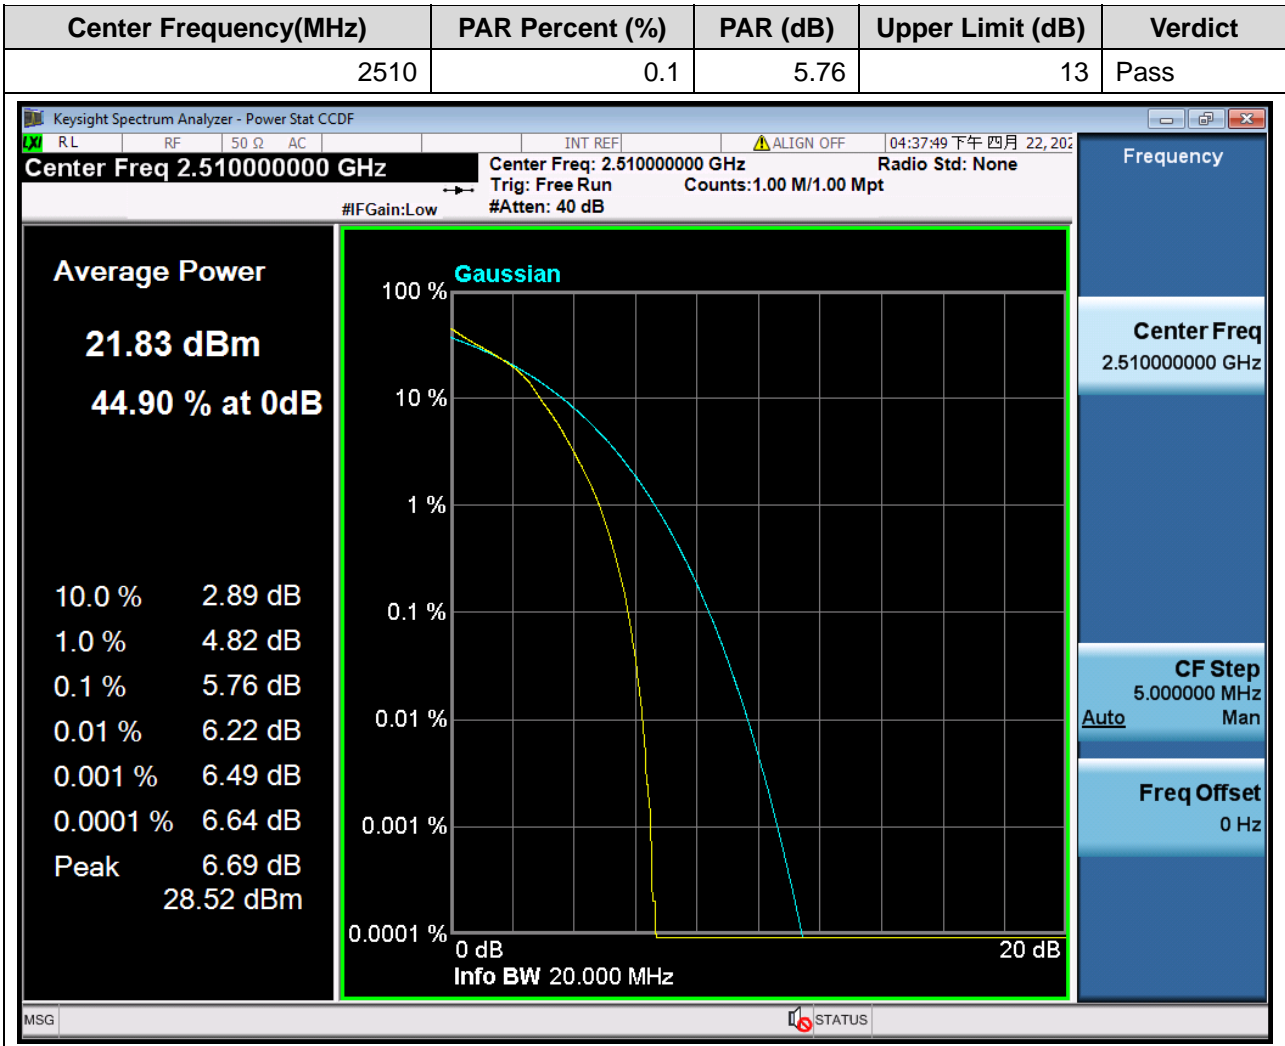 Center Frequency(MHz) PAR Percent (%) PAR (dB) Upper Limit (dB) Verdict
2510 0.1 5.76 13 Pass
Keysight Spectrum Analyzer - Power Stat CCDF
LXI RL RF 50 Ω AC INT REF ALIGN OFF 04:37:49 下午 四月 22, 202
Center Freq 2.510000000 GHz
Center Freq: 2.510000000 GHz Radio Std: None
Trig: Free Run Counts:1.00 M/1.00 Mpt
#IFGain:Low #Atten: 40 dB
Average Power
21.83 dBm
44.90 % at 0dB
10.0 % 2.89 dB
1.0 % 4.82 dB
0.1 % 5.76 dB
0.01 % 6.22 dB
0.001 % 6.49 dB
0.0001 % 6.64 dB
Peak 6.69 dB
28.52 dBm
Gaussian
100 %
10 %
1 %
0.1 %
0.01 %
0.001 %
0.0001 %
0 dB 20 dB
Info BW 20.000 MHz
Frequency
Center Freq
2.510000000 GHz
CF Step
5.000000 MHz
Auto Man
Freq Offset
0 Hz
MSG STATUS